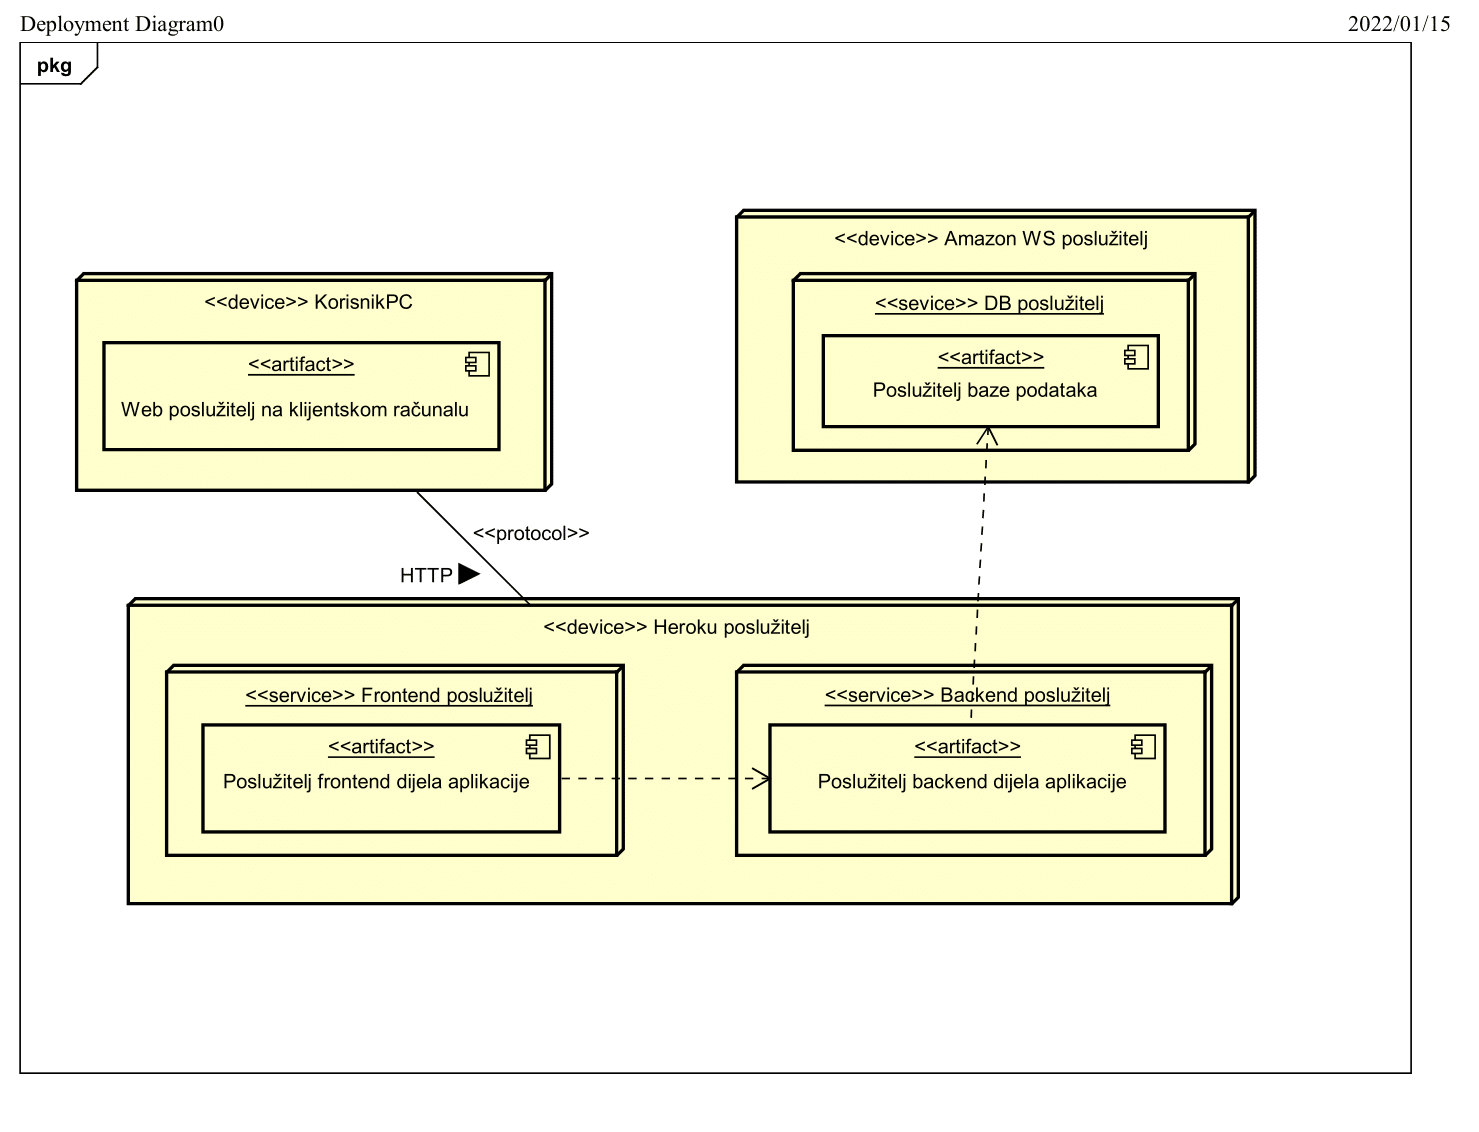 Deployment Diagram0
2022/01/15
pkg
<<device>> Amazon WS poslužitelj
<<sevice>> DB poslužitelj
<<artifact>>
Poslužitelj baze podataka
<<device>> KorisnikPC
<<artifact>>
Web poslužitelj na klijentskom računalu
<<protocol>>
HTTP
<<device>> Heroku poslužitelj
<<service>> Frontend poslužitelj
<<artifact>>
Poslužitelj frontend dijela aplikacije
<<service>> Backend poslužitelj
<<artifact>>
Poslužitelj backend dijela aplikacije